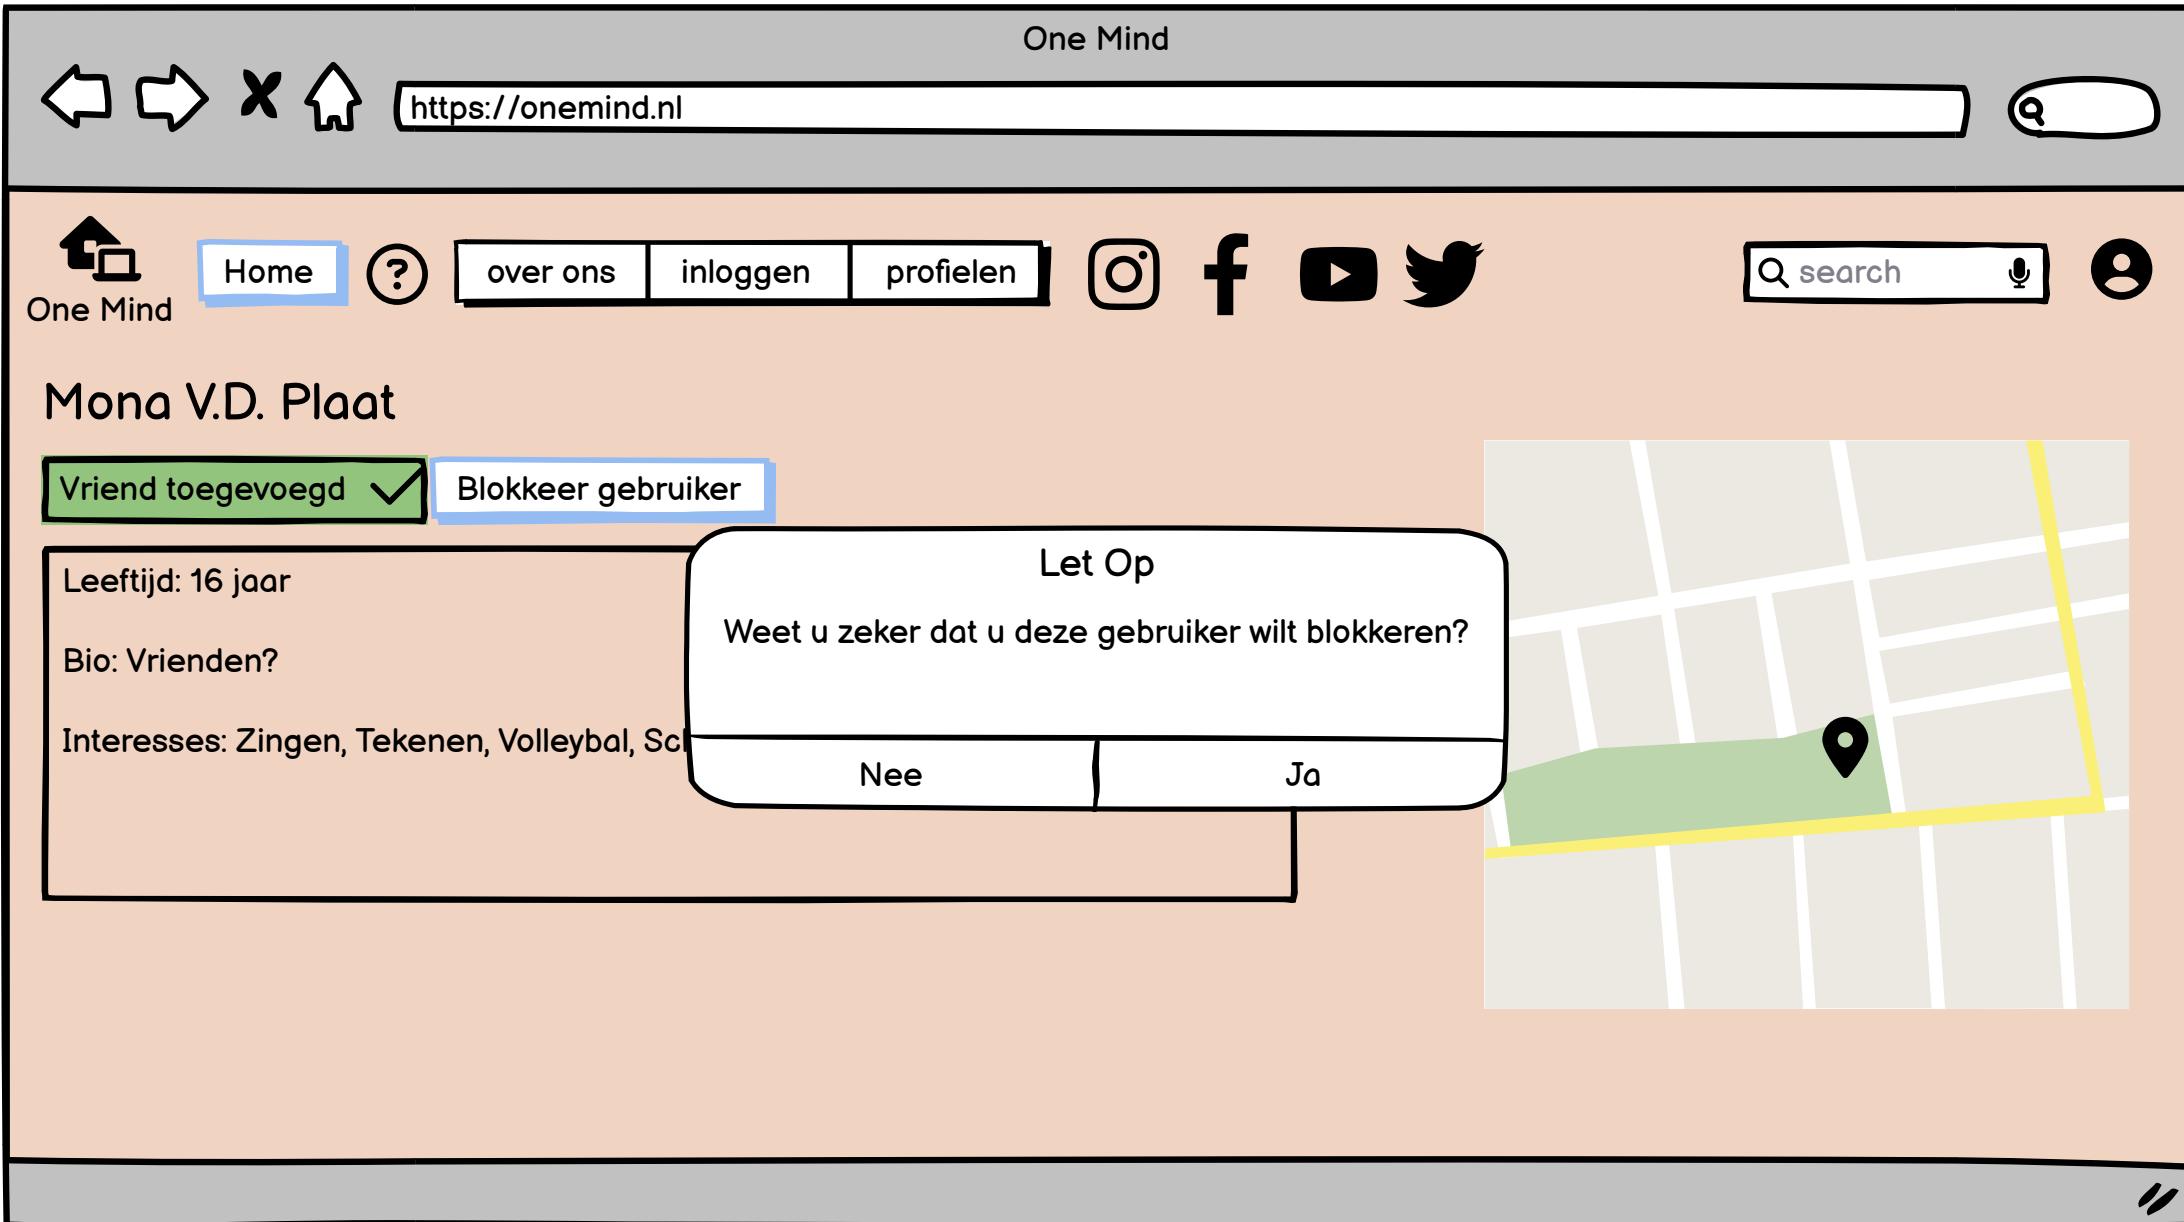 One Mind
https://onemind.nl
Home
?
over ons
inloggen
profielen
search
One Mind
Mona V.D. Plaat
Vriend toegevoegd
Blokkeer gebruiker
Leeftijd: 16 jaar
Bio: Vrienden?
Interesses: Zingen, Tekenen, Volleybal,
Let Op
Weet u zeker dat u deze gebruiker wilt blokkeren?
Nee
Ja